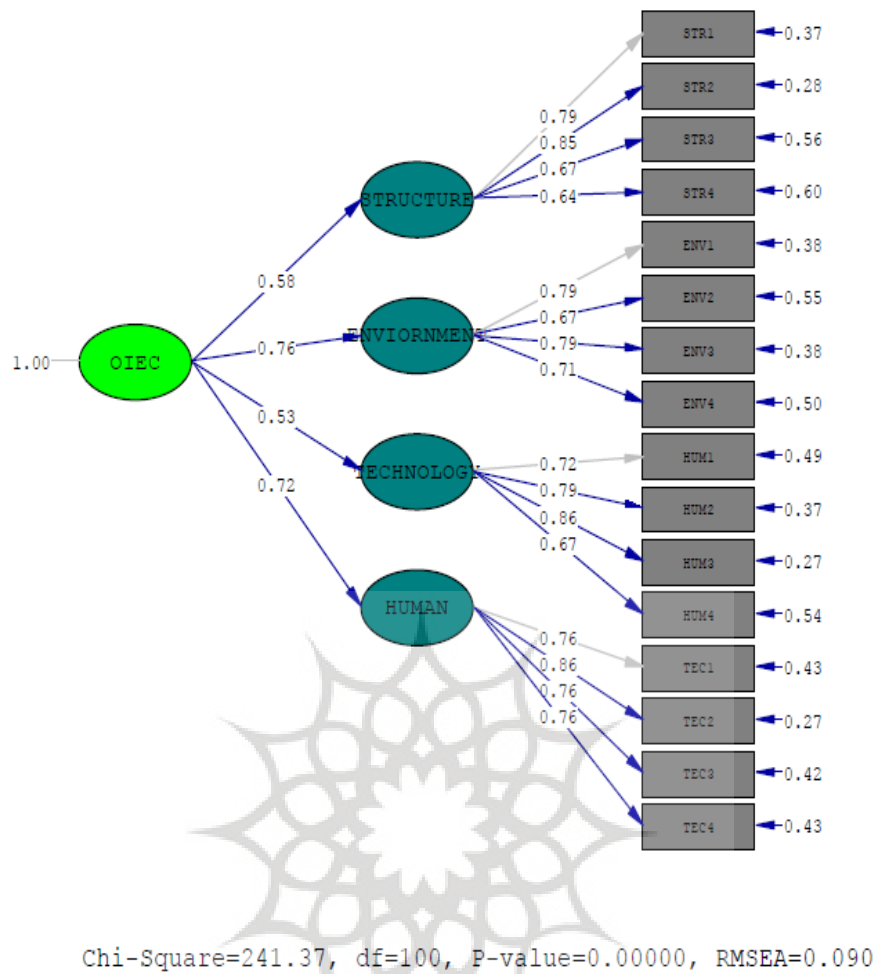 STR1
0.37
STR2
0.28
0.79
STR3
0.56
0.85
0.67
STRUCTURE
0.64
STR4
0.60
ENV1
0.38
0.58
0.79
ENV2
0.55
0.67
1.00
OIEC
0.76
ENVIORNMENT
0.79
ENV3
0.38
0.71
ENV4
0.50
0.53
HUM1
0.49
0.72
TECHNOLOGY
0.72
0.79
HUM2
0.37
0.86
0.67
HUM3
0.27
HUMAN
HUM4
0.54
0.76
TEC1
0.43
0.86
0.76
0.76
TEC2
0.27
TEC3
0.42
TEC4
0.43
Chi-Square=241.37, df=100, P-value=0.00000, RMSEA=0.090